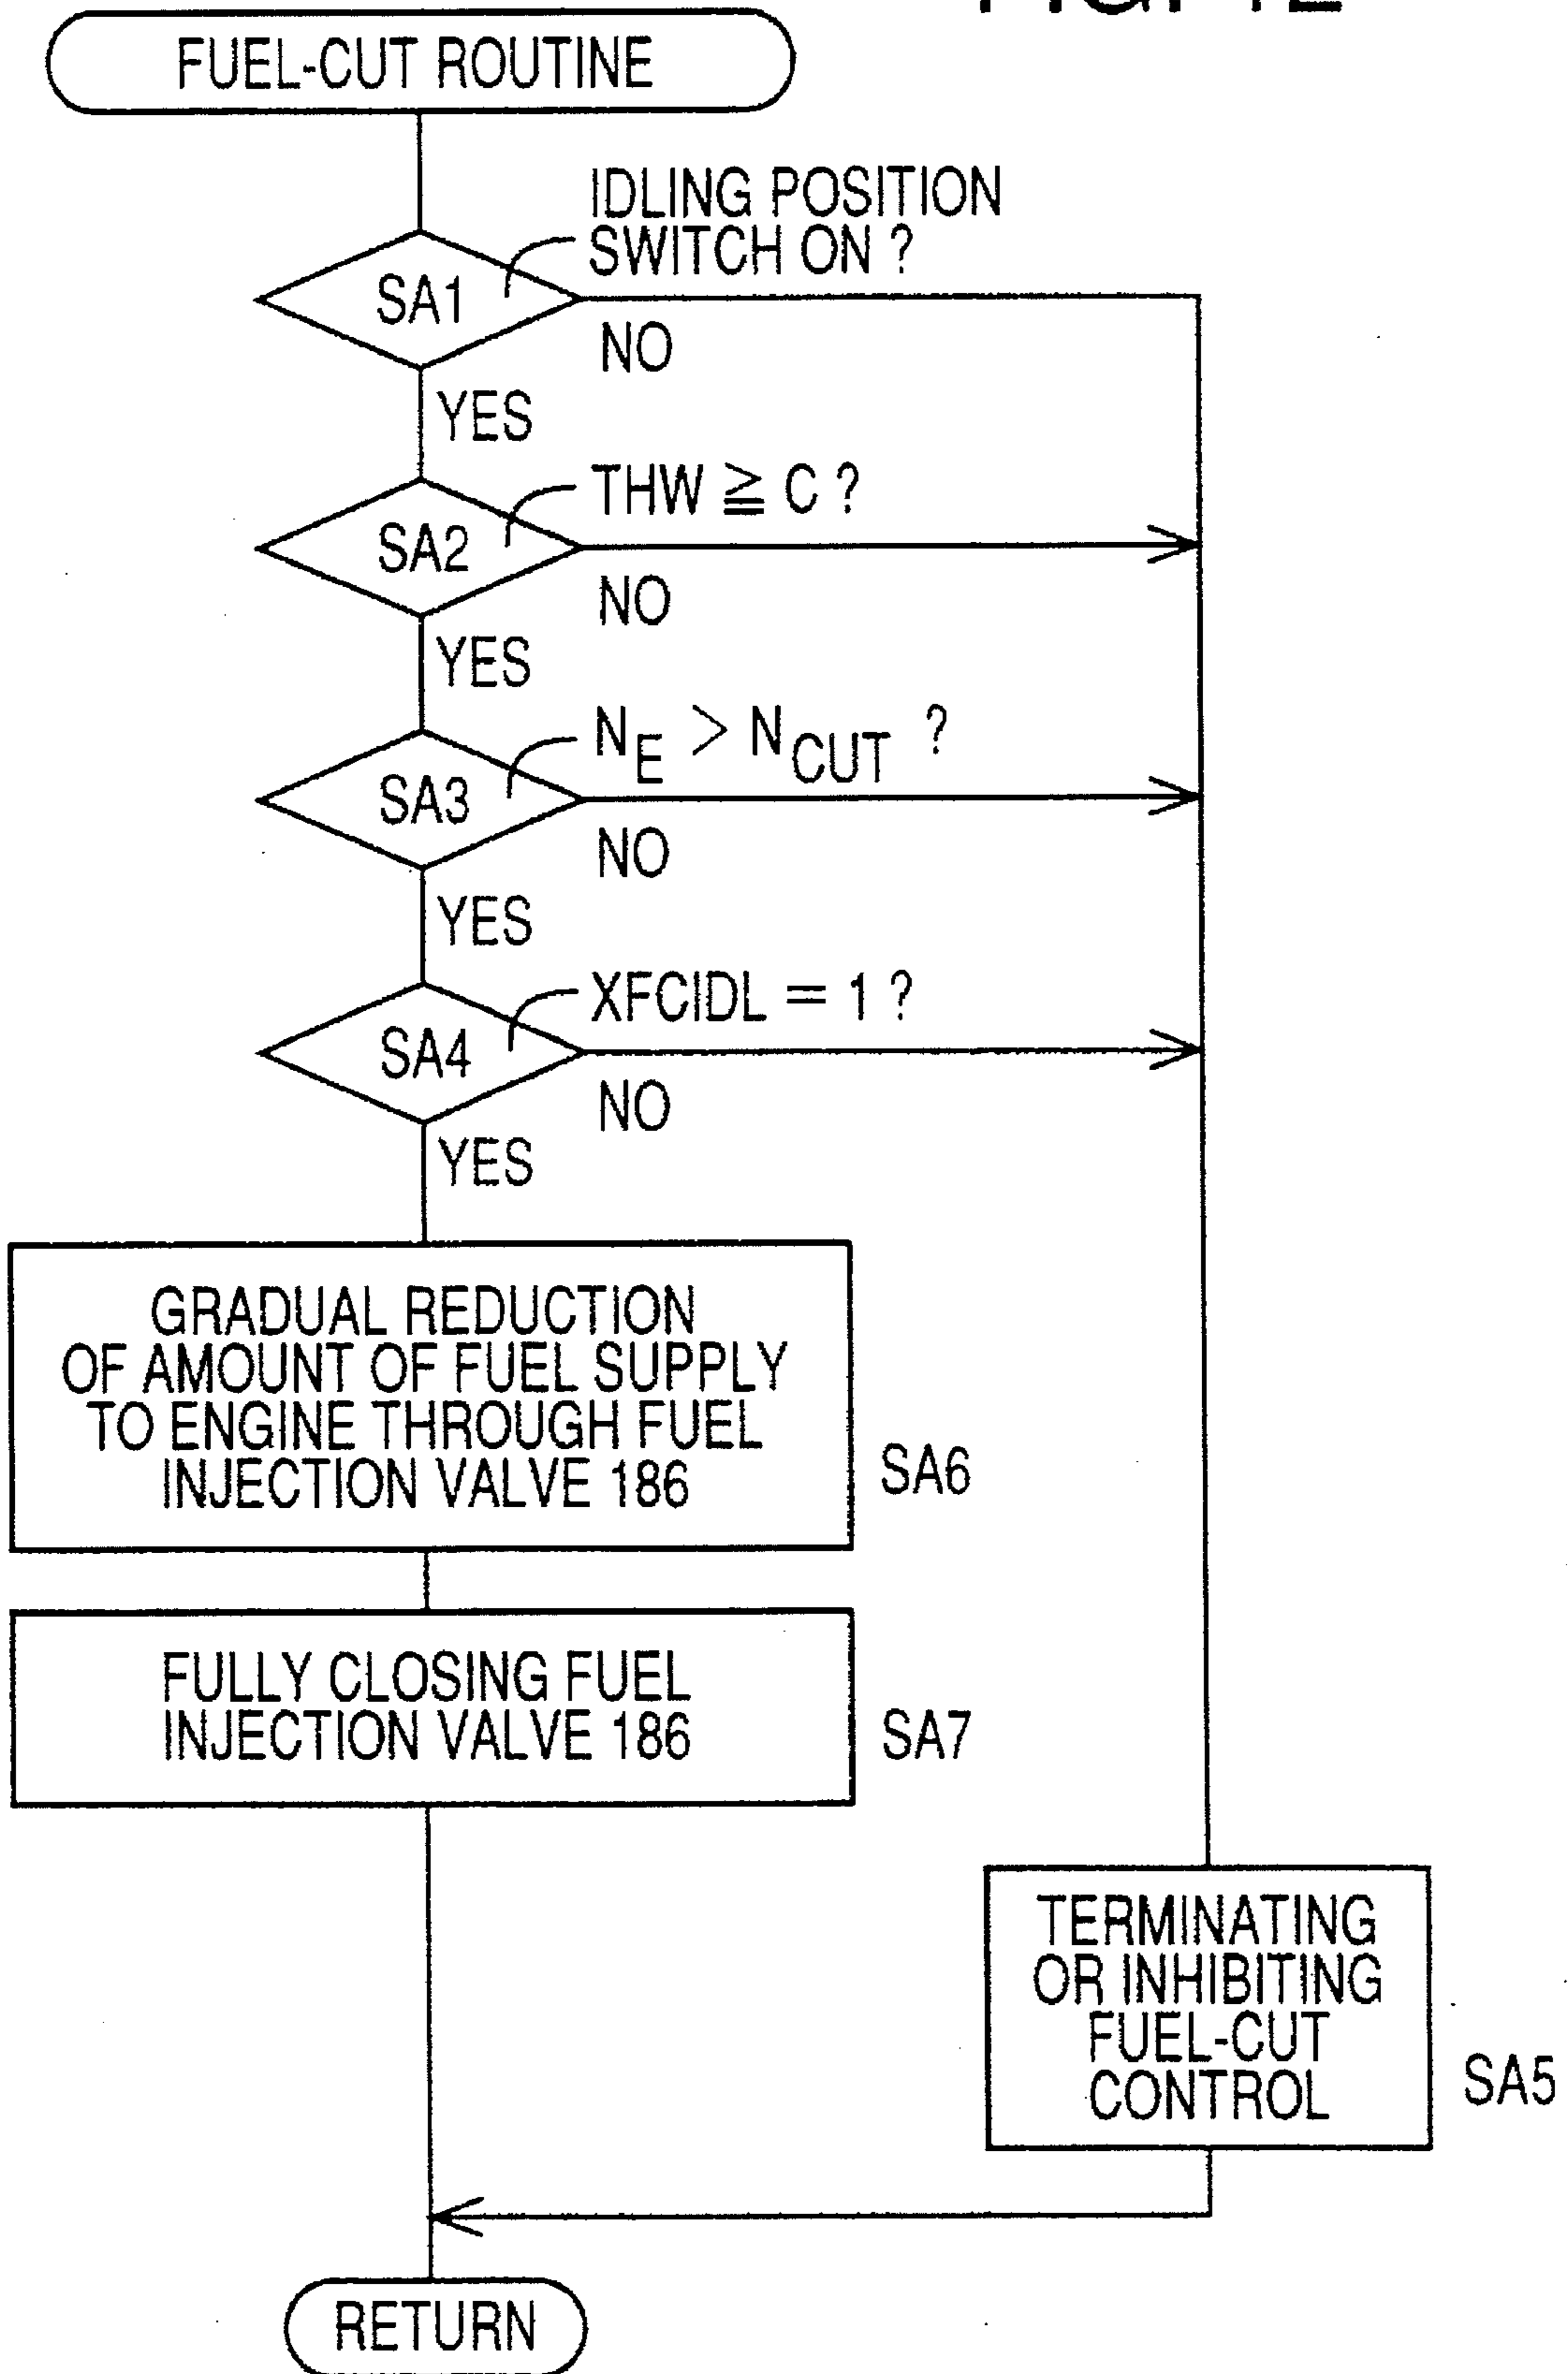 FUEL-CUT ROUTINE
IDLING POSITION
SWITCH ON ?
SA1
NO
YES
THW ≧ C ?
SA2
NO
YES
NE > NCUT ?
SA3
NO
YES
XFCIDL = 1 ?
SA4
NO
YES
GRADUAL REDUCTION
OF AMOUNT OF FUEL SUPPLY
TO ENGINE THROUGH FUEL
INJECTION VALVE 186
SA6
FULLY CLOSING FUEL
INJECTION VALVE 186
SA7
TERMINATING
OR INHIBITING
FUEL-CUT
CONTROL
SA5
RETURN